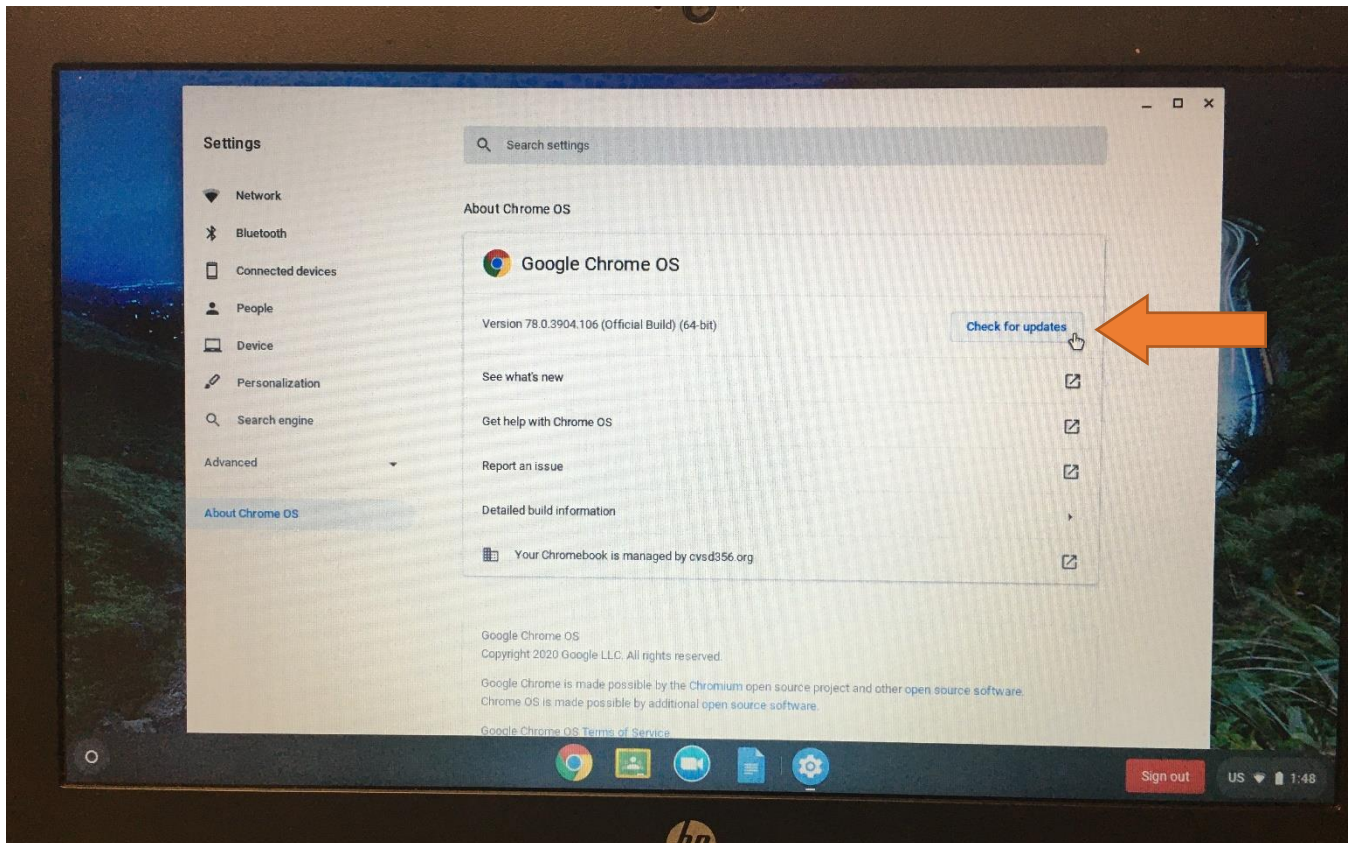 Settings
Search settings
Network
Bluetooth
Connected devices
People
Device
Personalization
Search engine
Advanced
About Chrome OS
About Chrome OS
Google Chrome OS
Version 78.0.3904.106 (Official Build) (64-bit)
Check for updates
See what's new
Get help with Chrome OS
Report an issue
Detailed build information
Your Chromebook is managed by cvsd356.org
Google Chrome OS
Copyright 2020 Google LLC. All rights reserved.
Google Chrome is made possible by the Chromium open source project and other open source software.
Chrome OS is made possible by additional open source software.
Google Chrome OS Terms of Service
Sign out
US
1:48
hp